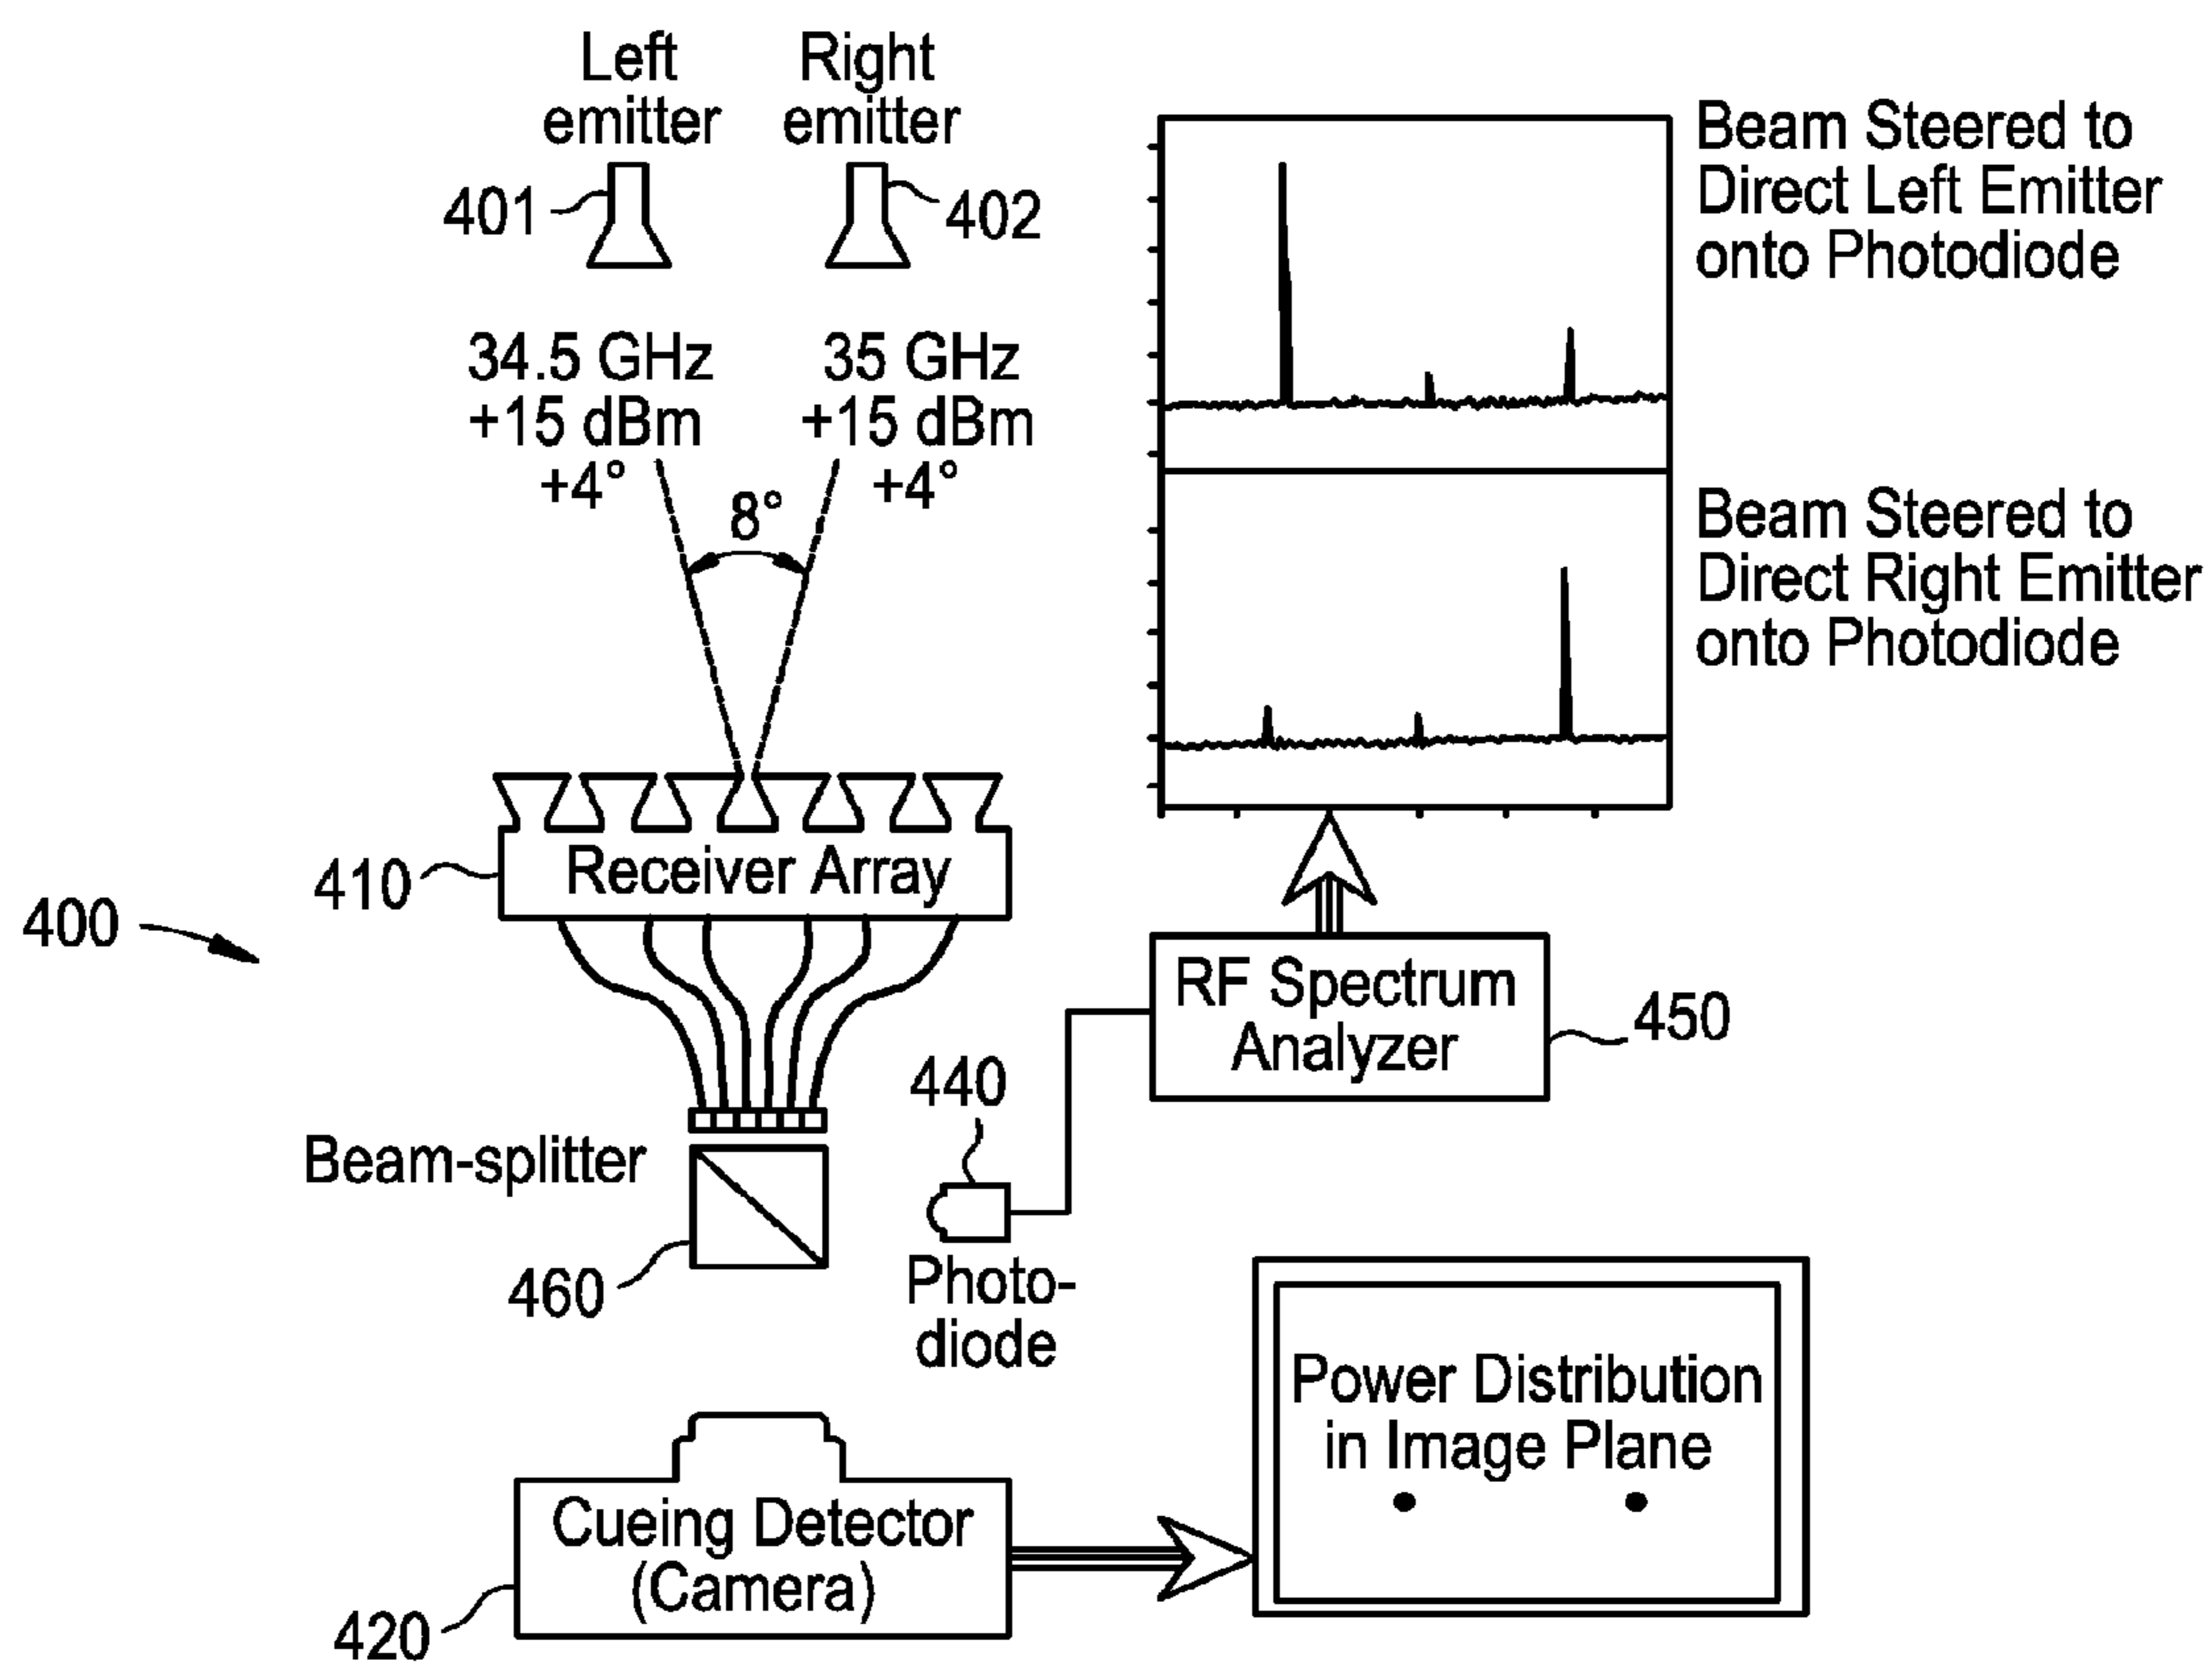 Left
emitter
Right
emitter
401
402
34.5 GHz
+15 dBm
+4°
35 GHz
+15 dBm
+4°
8°
Beam Steered to
Direct Left Emitter
onto Photodiode
Beam Steered to
Direct Right Emitter
onto Photodiode
410
Receiver Array
400
RF Spectrum
Analyzer
450
440
Beam-splitter
460
Photo-
diode
Power Distribution
in Image Plane
Cueing Detector
(Camera)
420